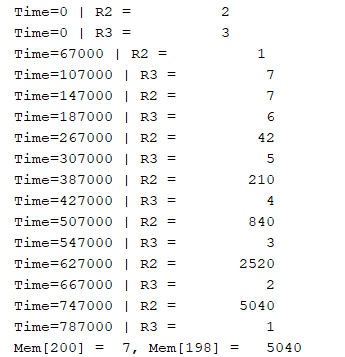 Time=0 | R2 =           2
Time=0 | R3 =           3
Time=67000 | R2 =           1
Time=107000 | R3 =           7
Time=147000 | R2 =           7
Time=187000 | R3 =           6
Time=267000 | R2 =          42
Time=307000 | R3 =           5
Time=387000 | R2 =         210
Time=427000 | R3 =           4
Time=507000 | R2 =         840
Time=547000 | R3 =           3
Time=627000 | R2 =        2520
Time=667000 | R3 =           2
Time=747000 | R2 =        5040
Time=787000 | R3 =           1
Mem[200] =  7, Mem[198] =   5040